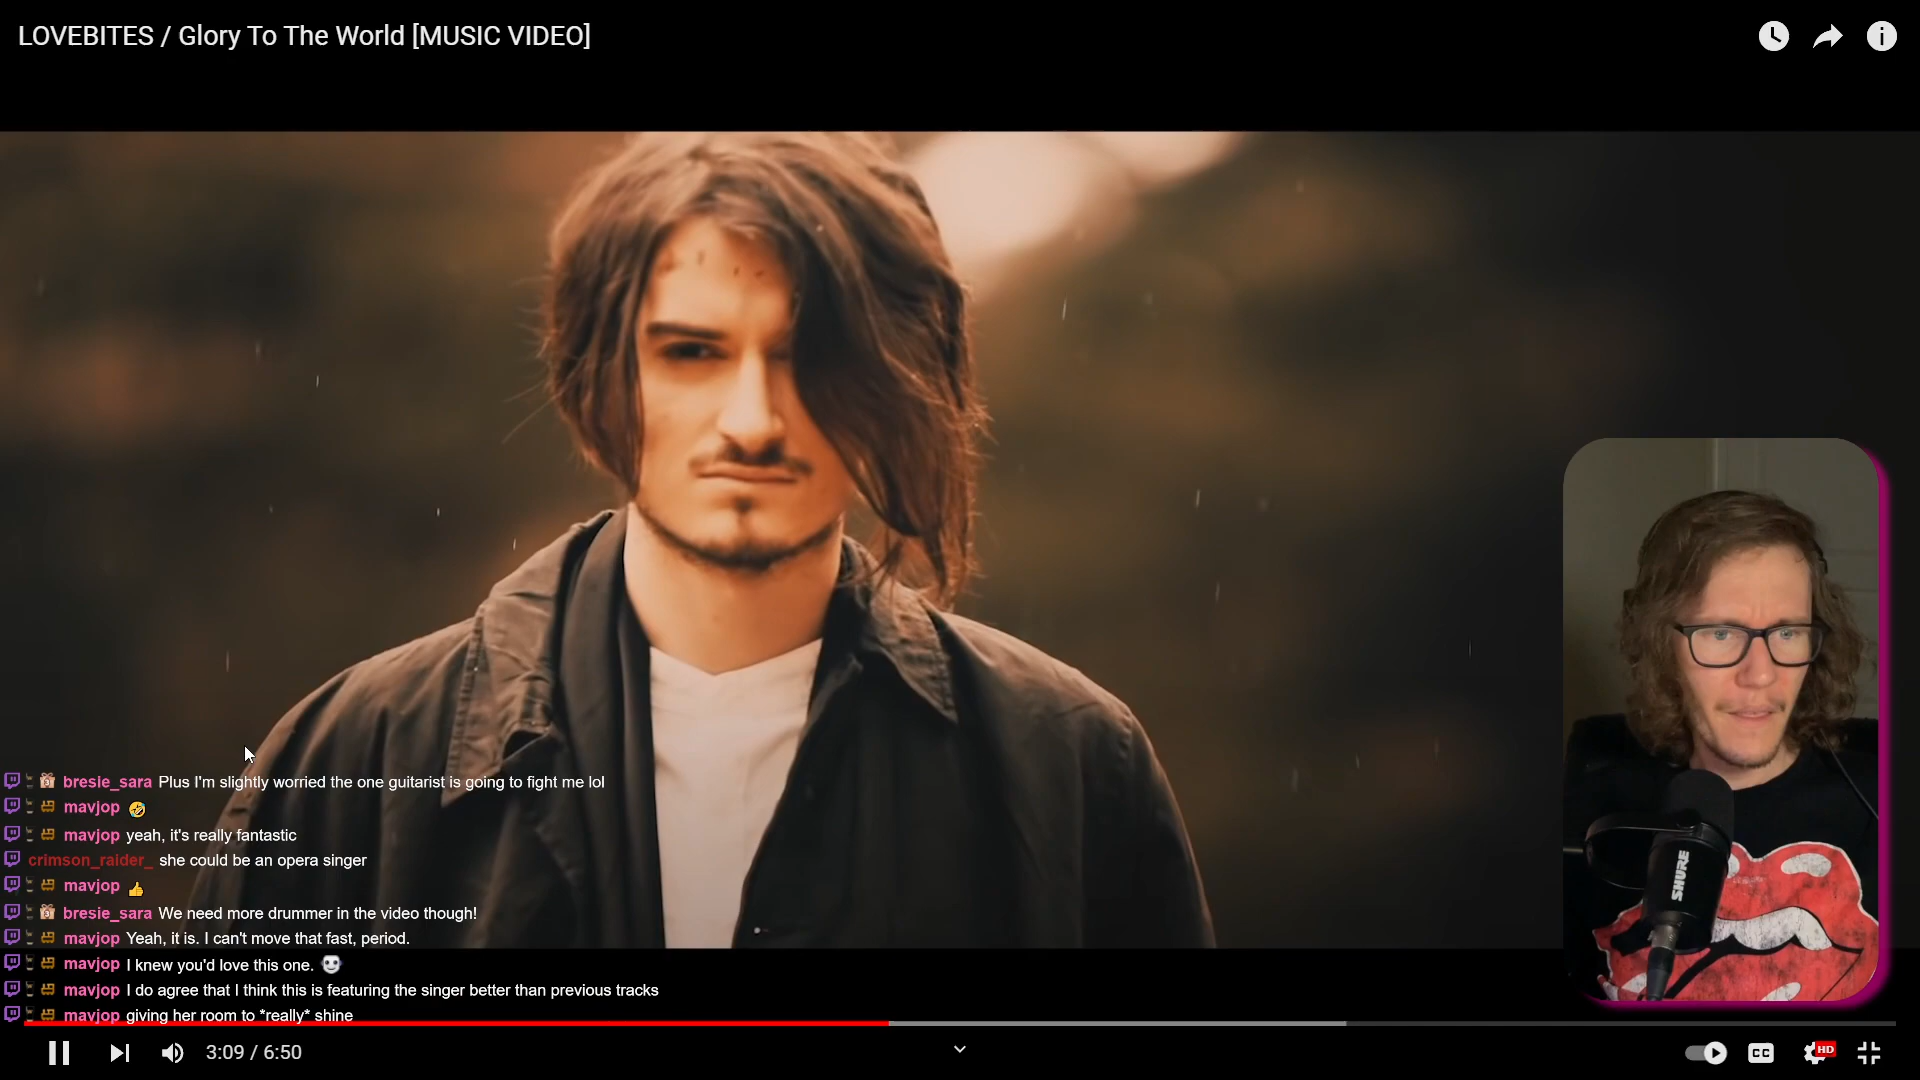 LOVEBITES / Glory To The World [MUSIC VIDEO]
bresie_sara Plus I'm slightly worried the one guitarist is going to fight me lol
mavjop 🤣
mavjop yeah, it's really fantastic
crimson_raider_ she could be an opera singer
mavjop 👍
bresie_sara We need more drummer in the video though!
mavjop Yeah, it is. I can't move that fast, period.
mavjop I knew you'd love this one.
mavjop I do agree that I think this is featuring the singer better than previous tracks
mavjop giving her room to *really* shine
SHURE
3:09 / 6:50
CC
HD